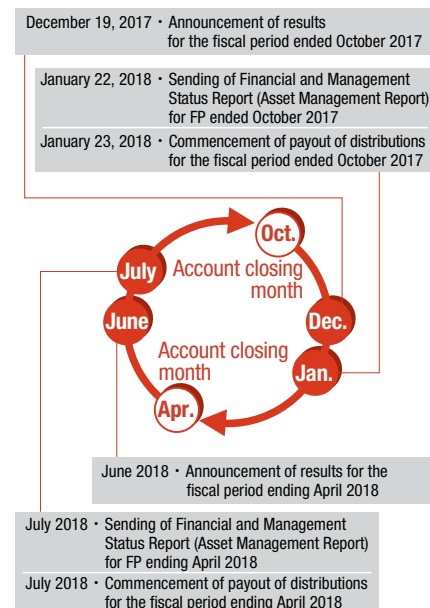 December 19, 2017・Announcement of results
for the fiscal period ended October 2017
January 22, 2018・Sending of Financial and Management
Status Report (Asset Management Report)
for FP ended October 2017
January 23, 2018・Commencement of payout of distributions
for the fiscal period ended October 2017
Oct.
July
Account closing
month
June
Dec.
Account closing
month
Jan.
Apr.
June 2018・Announcement of results for the
fiscal period ending April 2018
July 2018・Sending of Financial and Management
Status Report (Asset Management Report)
for FP ending April 2018
July 2018・Commencement of payout of distributions
for the fiscal period ending April 2018